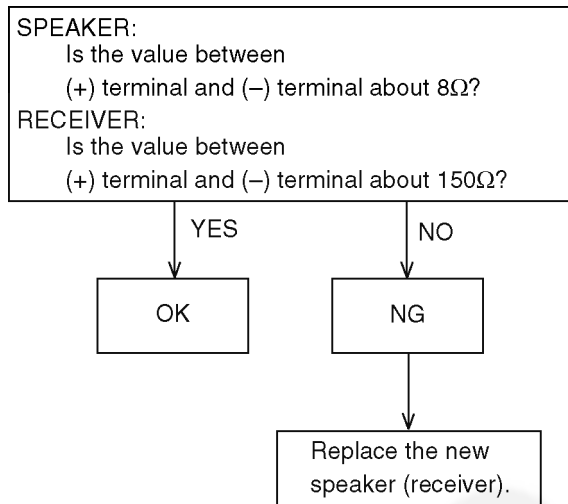 SPEAKER:
Is the value between
(+) terminal and (–) terminal about 8Ω?
RECEIVER:
Is the value between
(+) terminal and (–) terminal about 150Ω?
YES
NO
OK
NG
Replace the new
speaker (receiver).